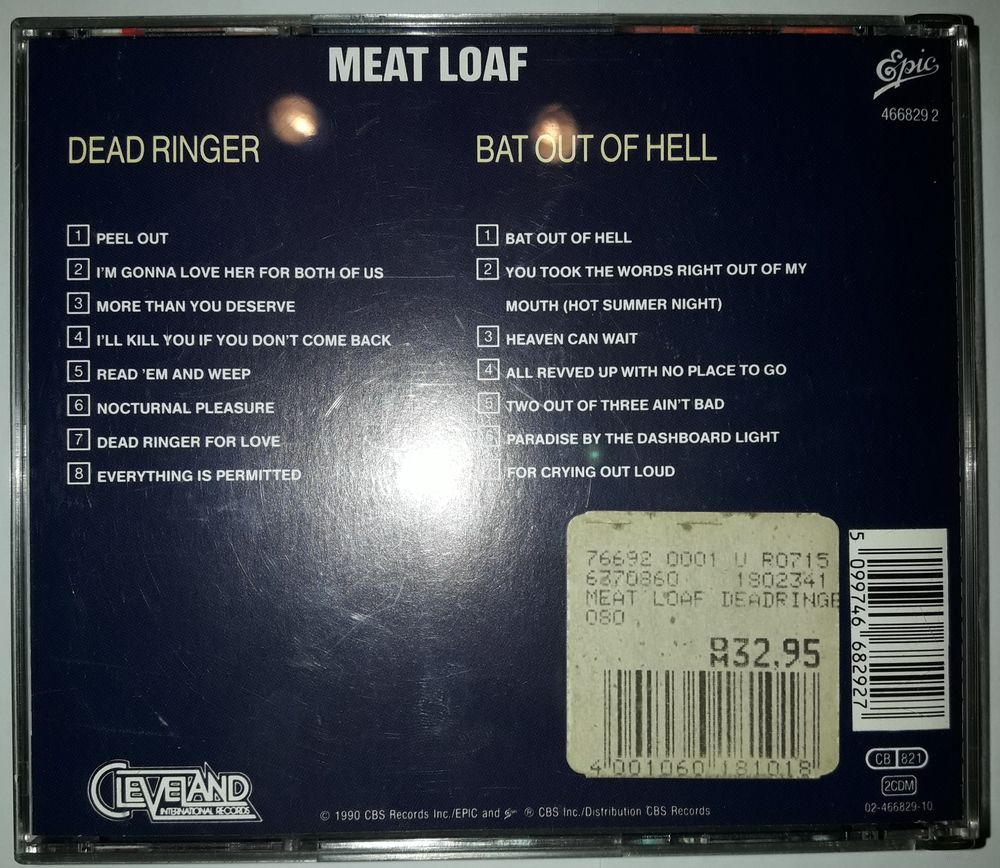 MEAT LOAF
Epic
466829 2
DEAD RINGER
1 PEEL OUT
2 I'M GONNA LOVE HER FOR BOTH OF US
3 MORE THAN YOU DESERVE
4 I'LL KILL YOU IF YOU DON'T COME BACK
5 READ 'EM AND WEEP
6 NOCTURNAL PLEASURE
7 DEAD RINGER FOR LOVE
8 EVERYTHING IS PERMITTED
BAT OUT OF HELL
1 BAT OUT OF HELL
2 YOU TOOK THE WORDS RIGHT OUT OF MY
MOUTH (HOT SUMMER NIGHT)
3 HEAVEN CAN WAIT
4 ALL REVVED UP WITH NO PLACE TO GO
5 TWO OUT OF THREE AIN'T BAD
6 PARADISE BY THE DASHBOARD LIGHT
FOR CRYING OUT LOUD
76692 0001 U R0715
6270860 1802341
MEAT LOAF DEADRINGE
080
DM32,95
4 001060 181018
5 099746 682927
CB 821
2CDM
02-466829-10
CLEVELAND
INTERNATIONAL RECORDS
© 1990 CBS Records Inc./EPIC and ℗ CBS Inc./Distribution CBS Records